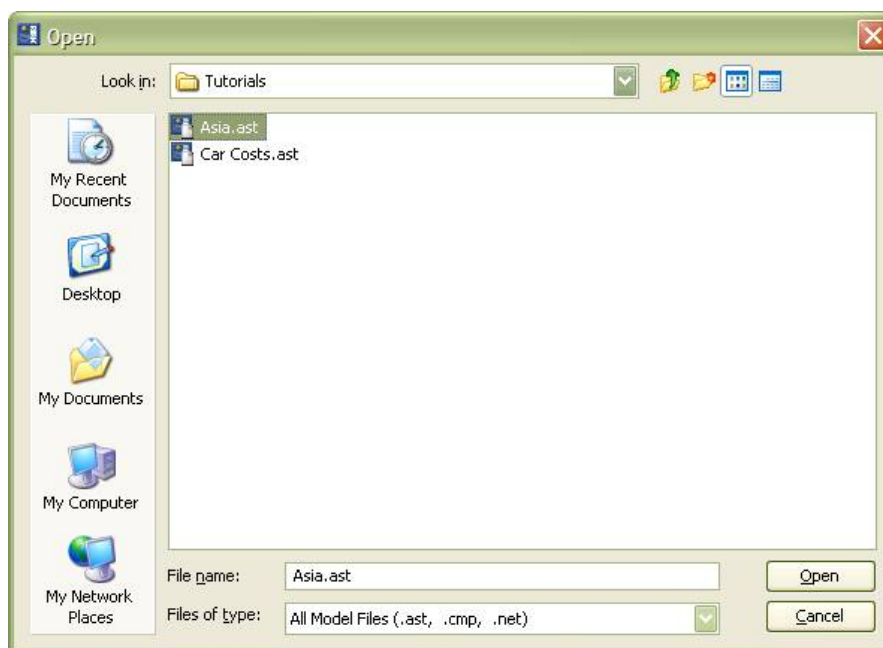 Open
Look in:
Tutorials
Asia.ast
Car Costs.ast
My Recent
Documents
Desktop
My Documents
My Computer
My Network
Places
File name:
Asia.ast
Open
Files of type:
All Model Files (.ast, .cmp, .net)
Cancel